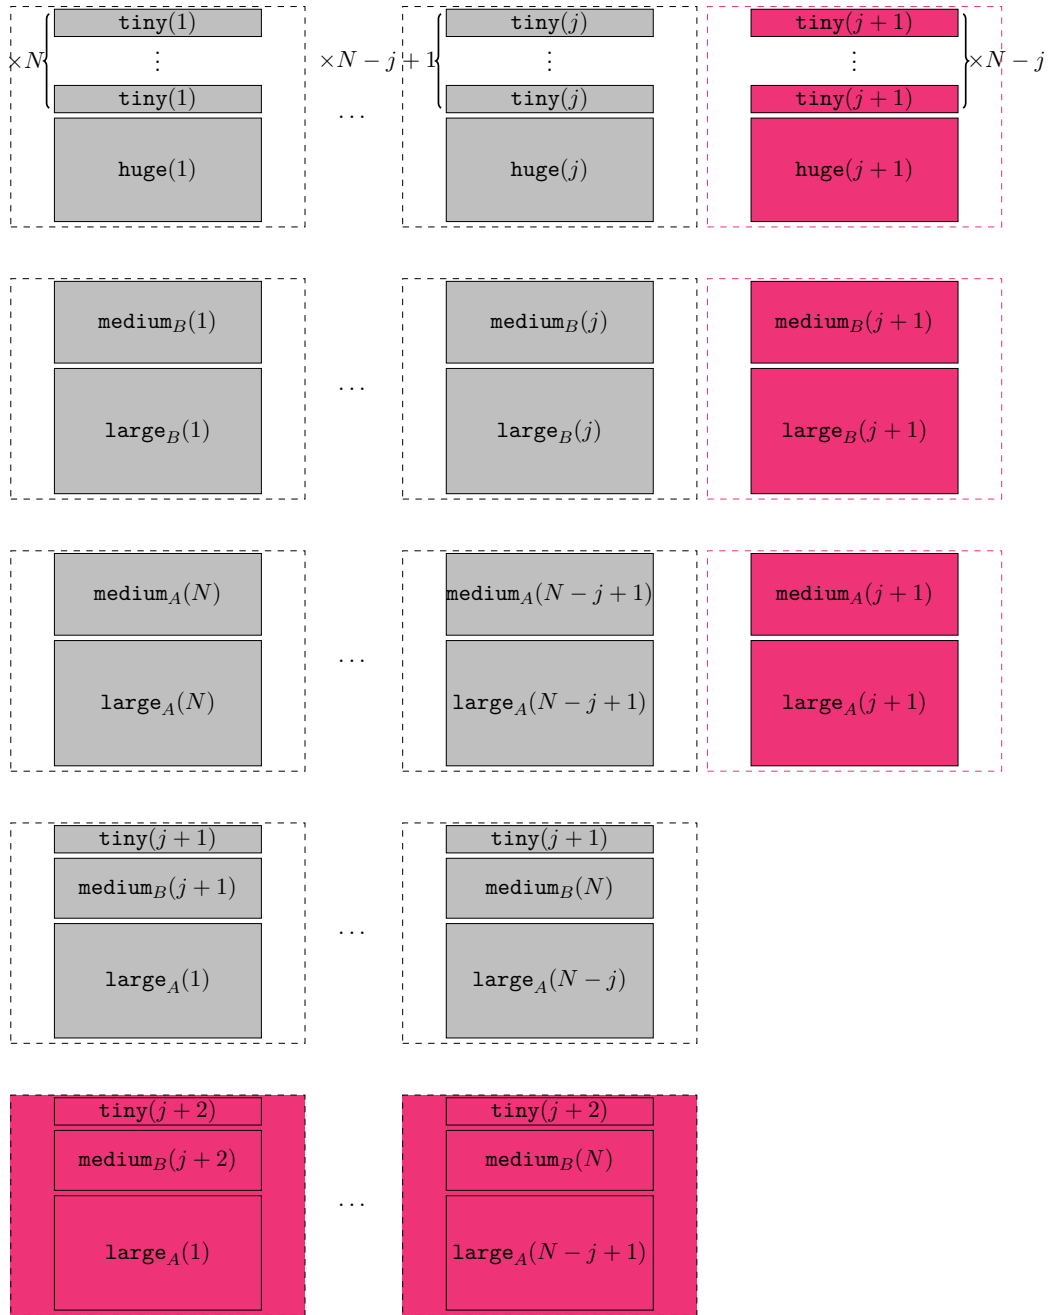 tiny(1) tiny(j) tiny(j + 1)
×N ⋮ ×N − j + 1 ⋮ ⋮ ×N − j
tiny(1) tiny(j) tiny(j + 1)
...
huge(1) huge(j) huge(j + 1)
medium_B(1) medium_B(j) medium_B(j + 1)
...
large_B(1) large_B(j) large_B(j + 1)
medium_A(N) medium_A(N − j + 1) medium_A(j + 1)
...
large_A(N) large_A(N − j + 1) large_A(j + 1)
tiny(j + 1) tiny(j + 1)
medium_B(j + 1) medium_B(N)
...
large_A(1) large_A(N − j)
tiny(j + 2) tiny(j + 2)
medium_B(j + 2) medium_B(N)
...
large_A(1) large_A(N − j + 1)